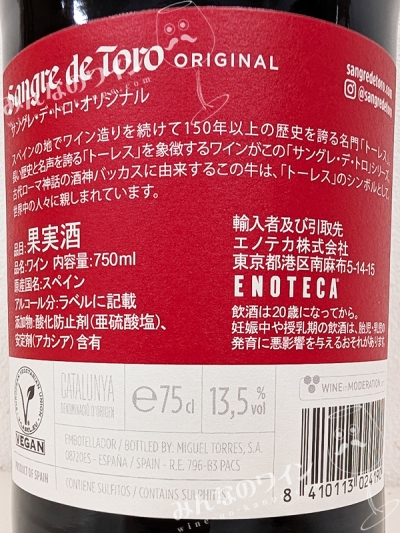 Sangre de Toro ORIGINAL
sangredetoro.com
@sangredetoro
サングレ・デ・トロ・オリジナル
スペインの地でワイン造りを続けて150年以上の歴史を誇る名門「トーレス」。
長い歴史と名声を誇る「トーレス」を象徴するワインがこの「サングレ・デ・トロ」シリーズ。
古代ローマ神話の酒神バッカスに由来するこの牛は、「トーレス」のシンボルとして、
世界中の人々に親しまれています。
品目:果実酒
品名:ワイン 内容量:750ml
原産国名:スペイン
アルコール分:ラベルに記載
添加物:酸化防止剤(亜硫酸塩)、
安定剤(アカシア)含有
輸入者及び引取先
エノテカ株式会社
東京都港区南麻布5-14-15
ENOTECA
飲酒は20歳になってから。
妊娠中や授乳期の飲酒は、胎児・乳児の
発育に悪影響を与えるおそれがあります。
VEGETARIAN
VEGAN
PRODUCT OF SPAIN
CATALUNYA
DENOMINACIÓ D'ORIGEN
e75cl
13,5% vol
WINE in MODERATION
EMBOTELLADOR / BOTTLED BY: MIGUEL TORRES, S.A.
08720ES - ESPAÑA / SPAIN - R.E. 796-B3 PACS
CONTIENE SULFITOS / CONTAINS SULPHITES
8 410113 02419
みんなのワイン